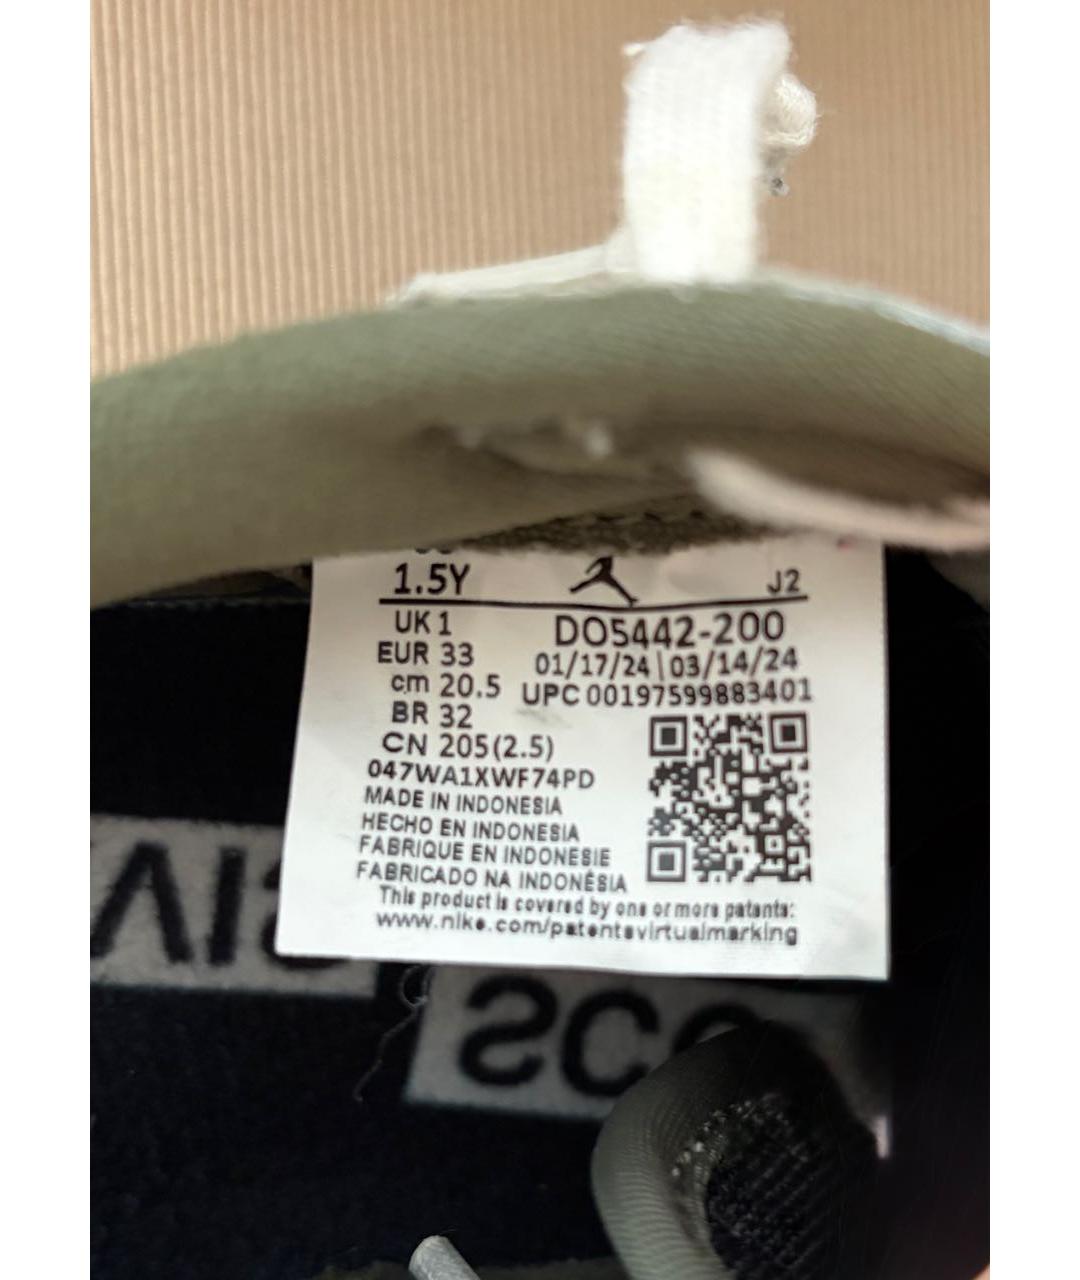 1.5Y
J2
UK 1
DO5442-200
EUR 33
01/17/24|03/14/24
cm 20.5
UPC 00197599883401
BR 32
CN 205(2.5)
047WA1XWF74PD
MADE IN INDONESIA
HECHO EN INDONESIA
FABRIQUE EN INDONESIE
FABRICADO NA INDONÉSIA
This product is covered by one or more patents:
www.nike.com/patentsvirtualmarking